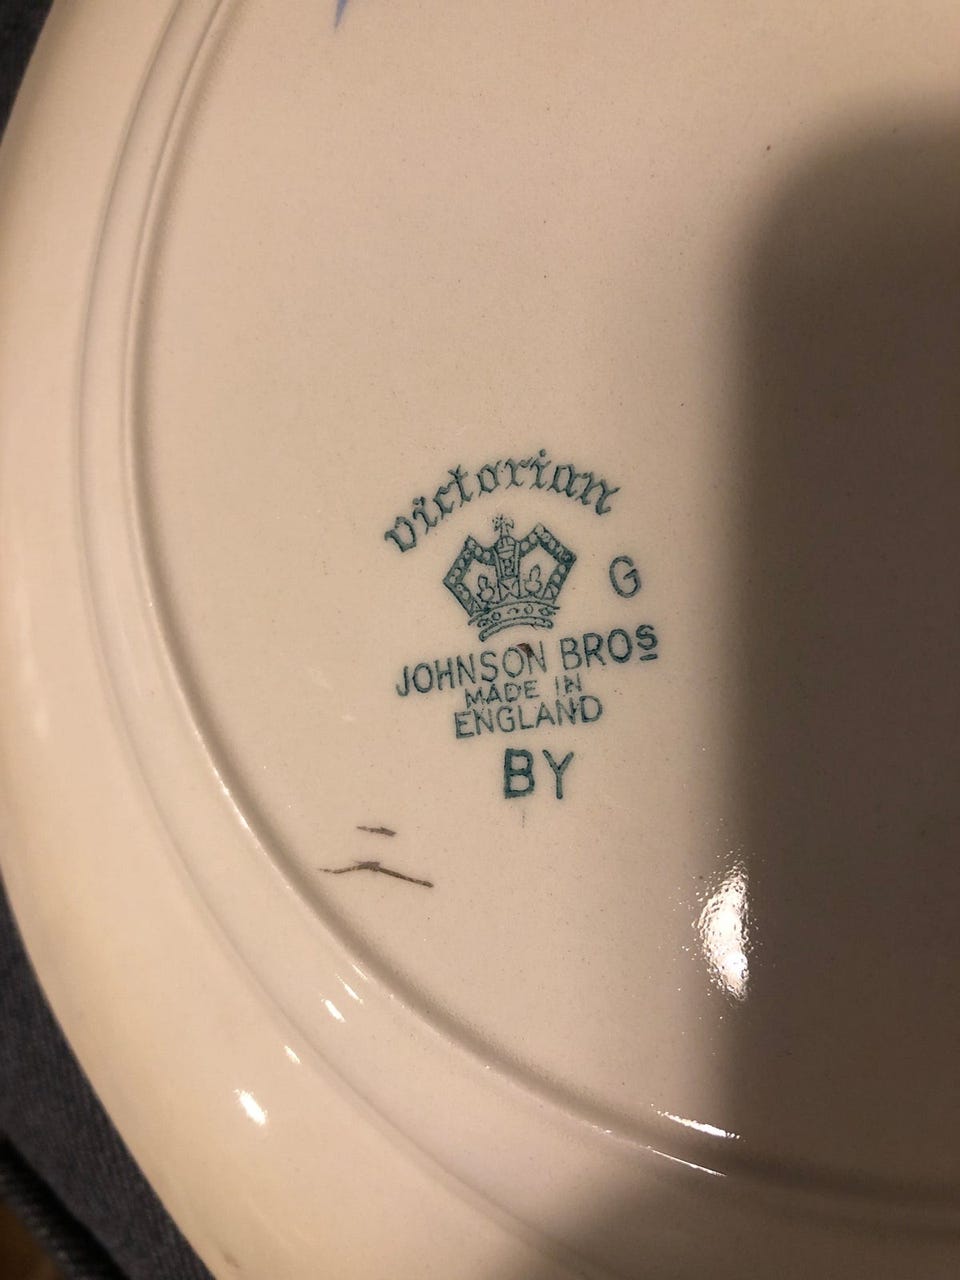 Victorian
G
JOHNSON BROS
MADE IN
ENGLAND
BY